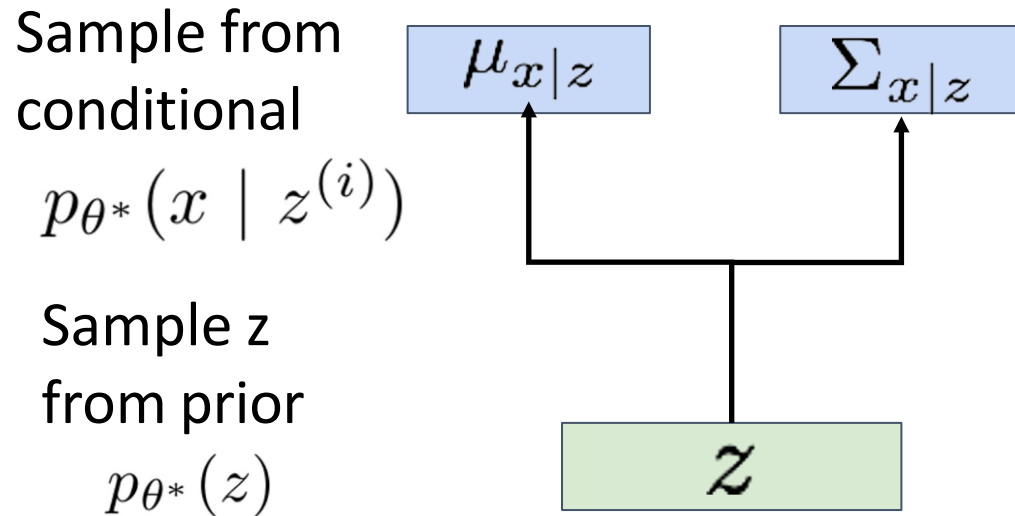 Sample from
conditional
p_{θ*}(x | z^{(i)})
μ_{x|z}
Σ_{x|z}
Sample z
from prior
p_{θ*}(z)
z